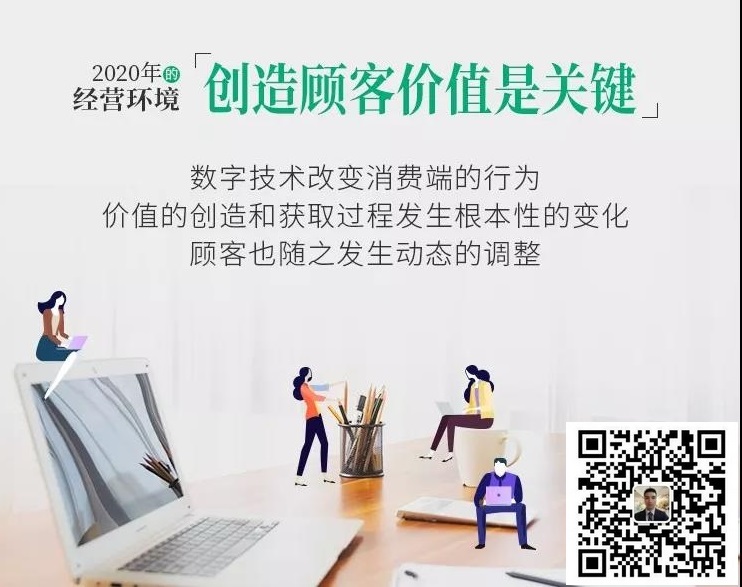 2020年的
经营环境
「创造顾客价值是关键」
数字技术改变消费端的行为
价值的创造和获取过程发生根本性的变化
顾客也随之发生动态的调整